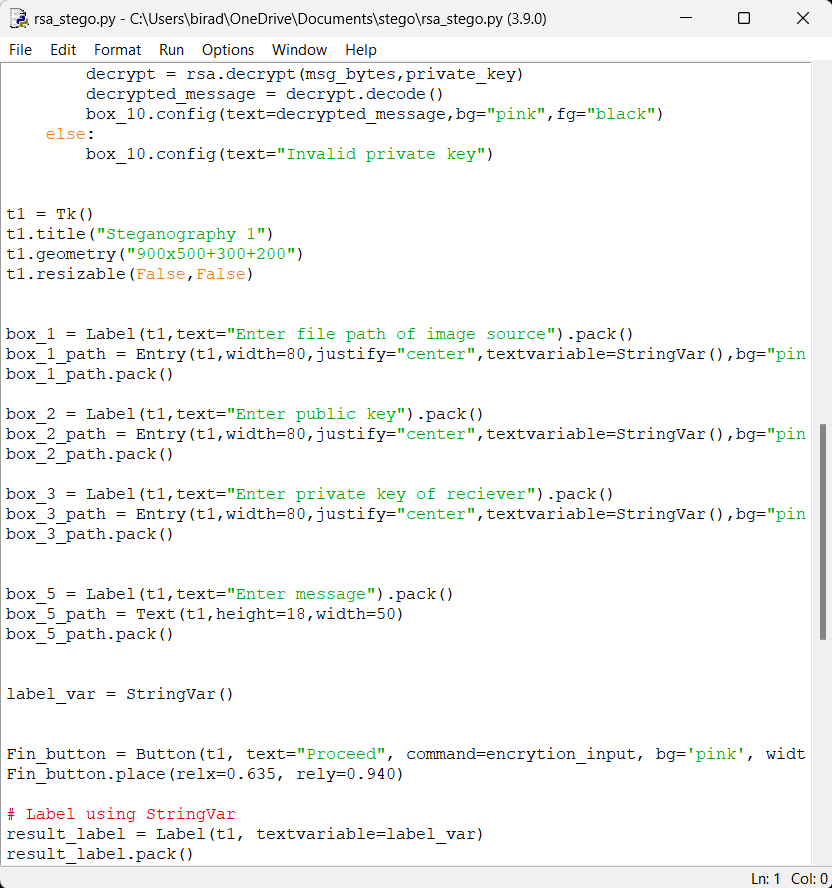 rsa_stego.py - C:\Users\birad\OneDrive\Documents\stego\rsa_stego.py (3.9.0)
File Edit Format Run Options Window Help
        decrypt = rsa.decrypt(msg_bytes,private_key)
        decrypted_message = decrypt.decode()
        box_10.config(text=decrypted_message,bg="pink",fg="black")
    else:
        box_10.config(text="Invalid private key")
t1 = Tk()
t1.title("Steganography 1")
t1.geometry("900x500+300+200")
t1.resizable(False,False)
box_1 = Label(t1,text="Enter file path of image source").pack()
box_1_path = Entry(t1,width=80,justify="center",textvariable=StringVar(),bg="pin
box_1_path.pack()
box_2 = Label(t1,text="Enter public key").pack()
box_2_path = Entry(t1,width=80,justify="center",textvariable=StringVar(),bg="pin
box_2_path.pack()
box_3 = Label(t1,text="Enter private key of reciever").pack()
box_3_path = Entry(t1,width=80,justify="center",textvariable=StringVar(),bg="pin
box_3_path.pack()
box_5 = Label(t1,text="Enter message").pack()
box_5_path = Text(t1,height=18,width=50)
box_5_path.pack()
label_var = StringVar()
Fin_button = Button(t1, text="Proceed", command=encrytion_input, bg='pink', widt
Fin_button.place(relx=0.635, rely=0.940)
# Label using StringVar
result_label = Label(t1, textvariable=label_var)
result_label.pack()
Ln: 1 Col: 0